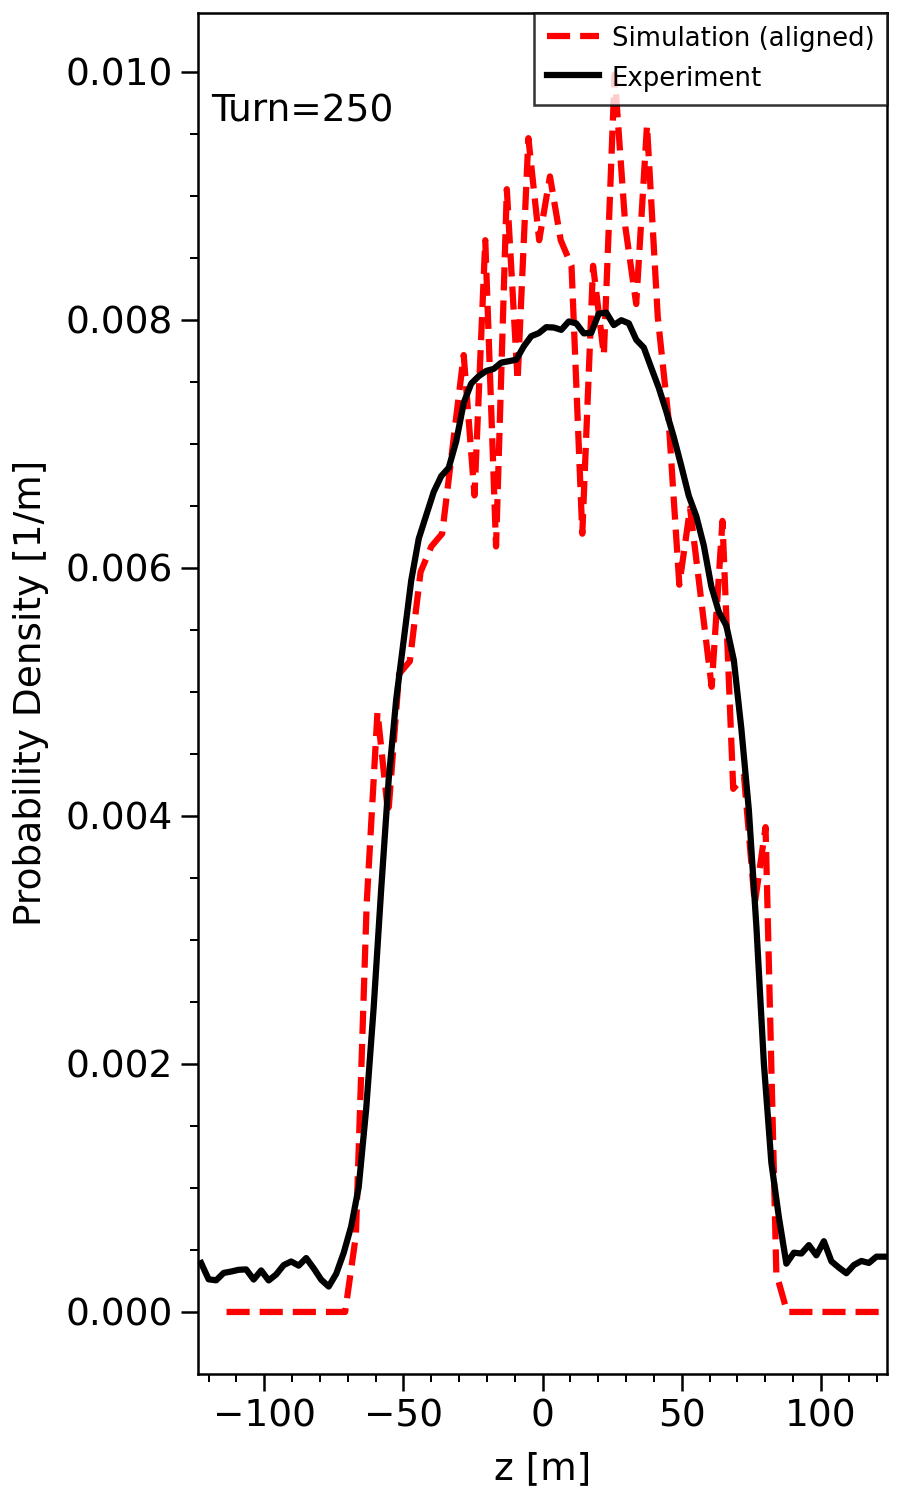 Simulation (aligned)
Experiment
Turn=250
0.010
0.008
0.006
0.004
0.002
0.000
Probability Density [1/m]
−100
−50
0
50
100
z [m]